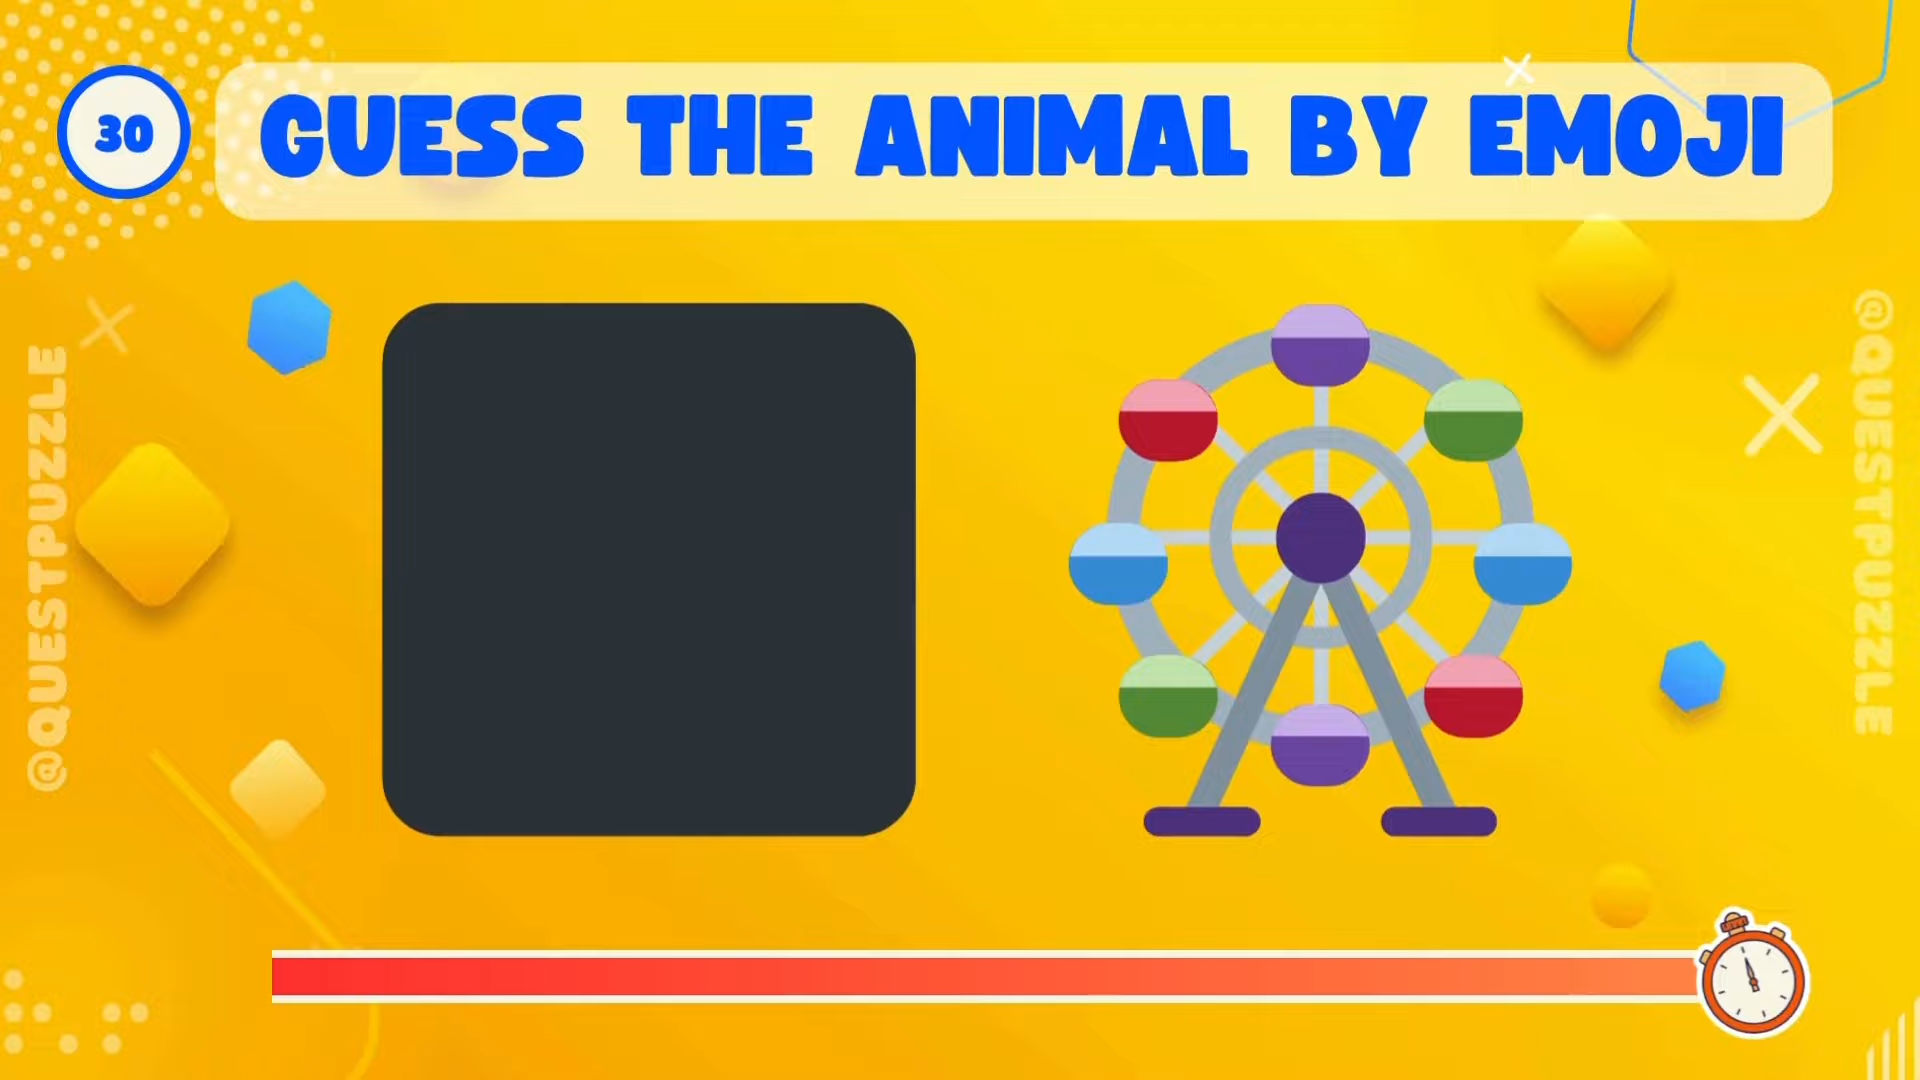 30
GUESS THE ANIMAL BY EMOJI
@QUESTPUZZLE
@QUESTPUZZLE